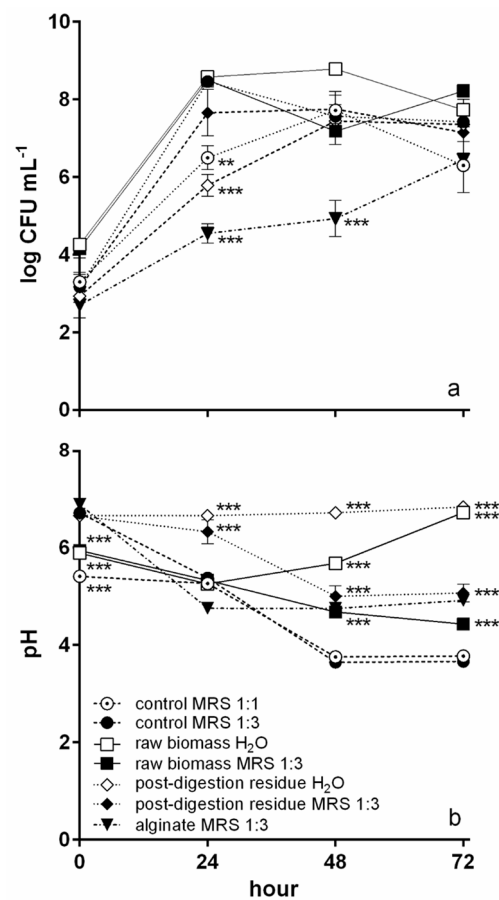 10
8
6
4
2
0
log CFU mL⁻¹
**
***
***
***
a
8
6
4
2
0
pH
***
***
***
***
***
***
***
***
***
***
***
***
***
control MRS 1:1
control MRS 1:3
raw biomass H₂O
raw biomass MRS 1:3
post-digestion residue H₂O
post-digestion residue MRS 1:3
alginate MRS 1:3
b
0 24 48 72
hour